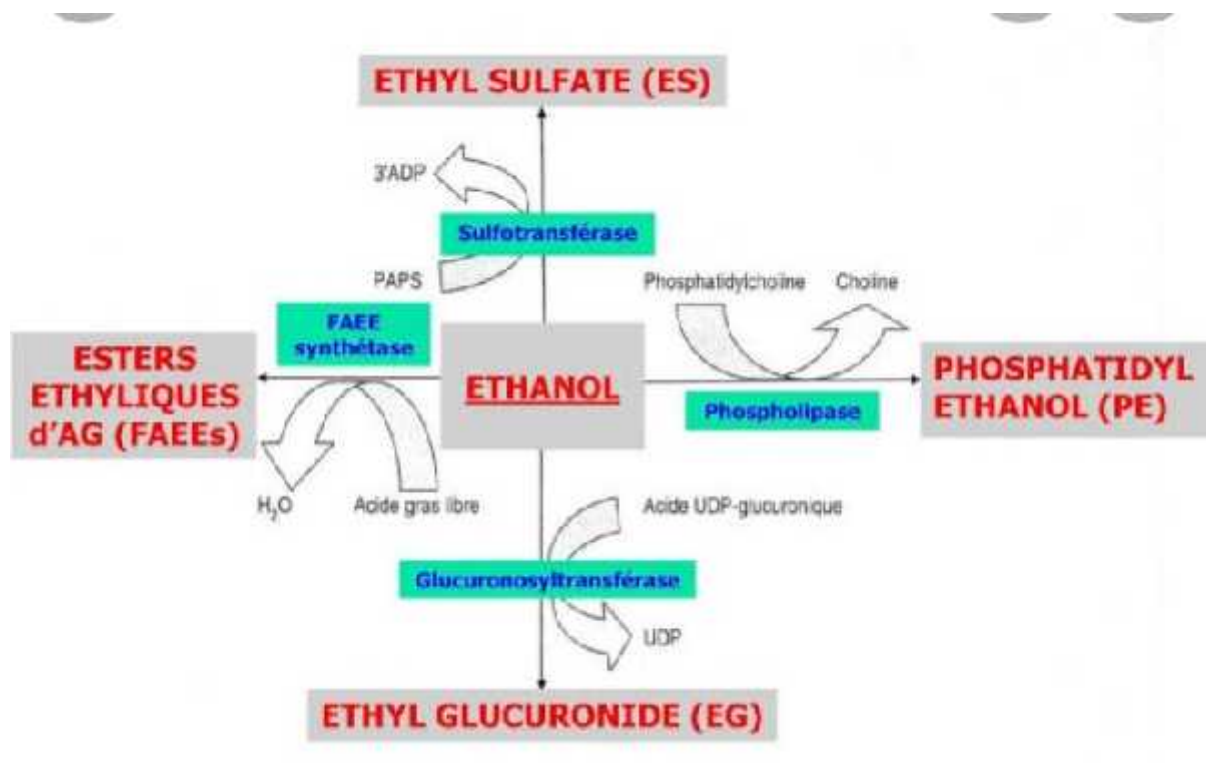 ETHYL SULFATE (ES)
3'ADP
Sulfotransférase
PAPS
Phosphatidylcholine
Choline
FAEE
synthétase
ESTERS
ETHYLIQUES
d'AG (FAEEs)
ETHANOL
PHOSPHATIDYL
ETHANOL (PE)
Phospholipase
H₂O
Acide gras libre
Acide UDP-glucuronique
Glucuronosyltransférase
UDP
ETHYL GLUCURONIDE (EG)